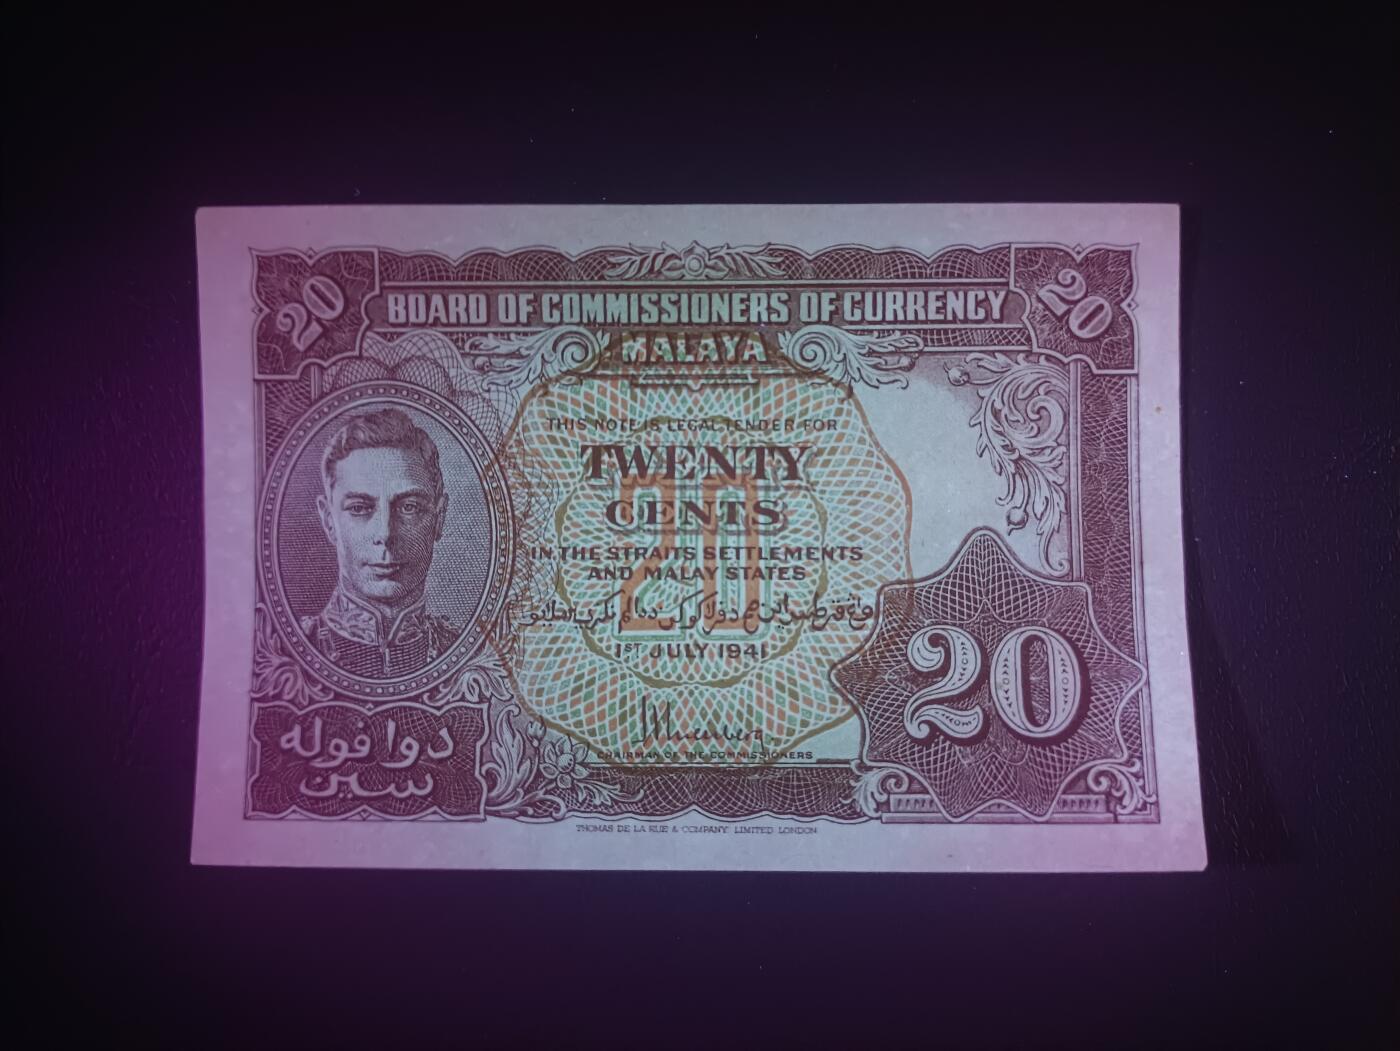 20
BOARD OF COMMISSIONERS OF CURRENCY
20
MALAYA
THIS NOTE IS LEGAL TENDER FOR
TWENTY
CENTS
20
IN THE STRAITS SETTLEMENTS
AND MALAY STATES
1ST JULY 1941
20
CHAIRMAN OF THE COMMISSIONERS
دوا ڤوله
سين
THOMAS DE LA RUE & COMPANY, LIMITED, LONDON